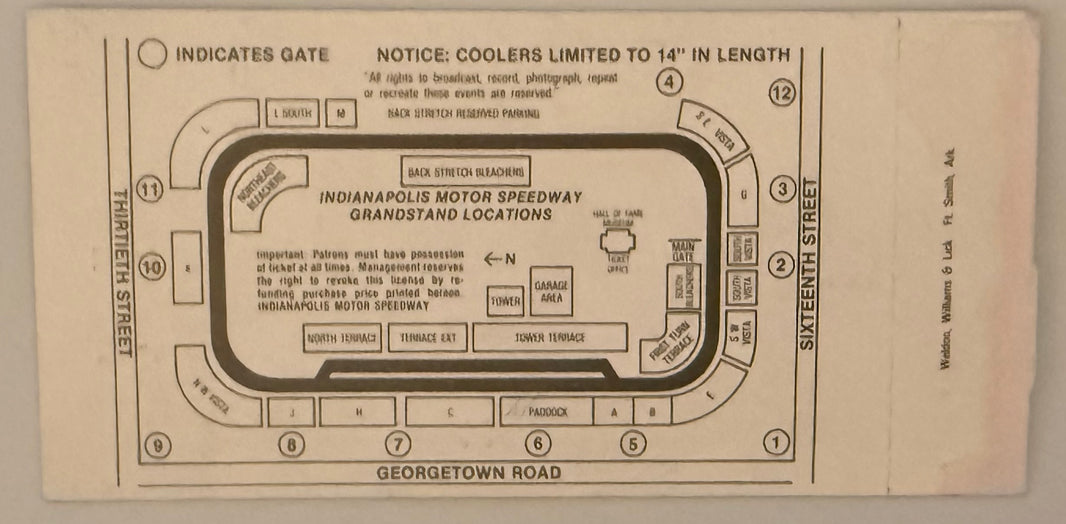 INDICATES GATE
NOTICE: COOLERS LIMITED TO 14" IN LENGTH
"All rights to broadcast, record, photograph, repeat
or recreate these events are reserved."
BACK STRETCH RESERVED PARKING
4
12
L
L SOUTH
M
S E VISTA
11
NORTHEAST
BLEACHERS
BACK STRETCH BLEACHERS
G
3
INDIANAPOLIS MOTOR SPEEDWAY
GRANDSTAND LOCATIONS
HALL OF FAME
MUSEUM
TICKET
OFFICE
THIRTIETH STREET
SIXTEENTH STREET
10
Important: Patrons must have possession
of ticket at all times. Management reserves
the right to revoke this license by re-
funding purchase price printed hereon.
INDIANAPOLIS MOTOR SPEEDWAY
←N
MAIN
GATE
SOUTH
VISTA
2
TOWER
GARAGE
AREA
SOUTH
BLEACHERS
SOUTH
VISTA
NORTH TERRACE
TERRACE EXT
TOWER TERRACE
FIRST TURN
TERRACE
S W
VISTA
N W VISTA
J
H
C
PADDOCK
A
B
E
9
8
7
6
5
1
GEORGETOWN ROAD
Weldon, Williams & Lick Ft. Smith, Ark